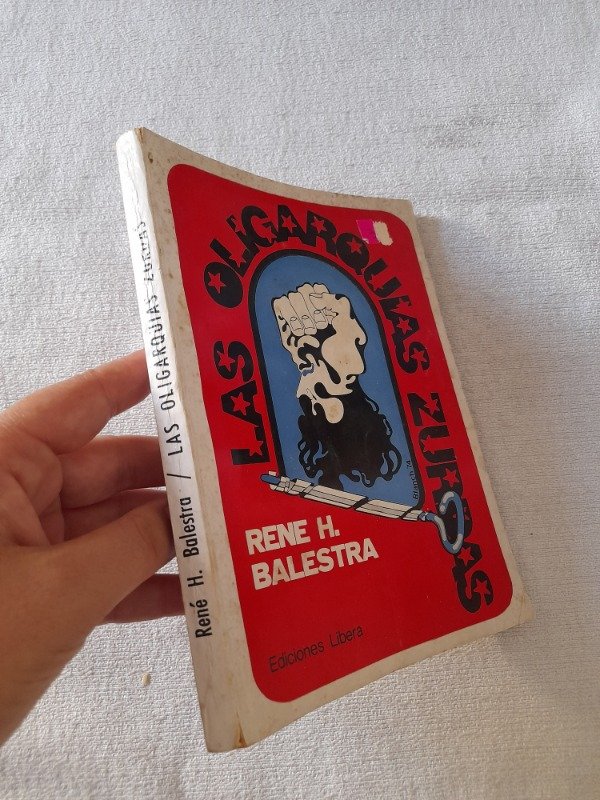 René H. Balestra / LAS OLIGARQUIAS ZURDAS
LAS OLIGARQUIAS ZURDAS
RENE H.
BALESTRA
Ediciones Libera